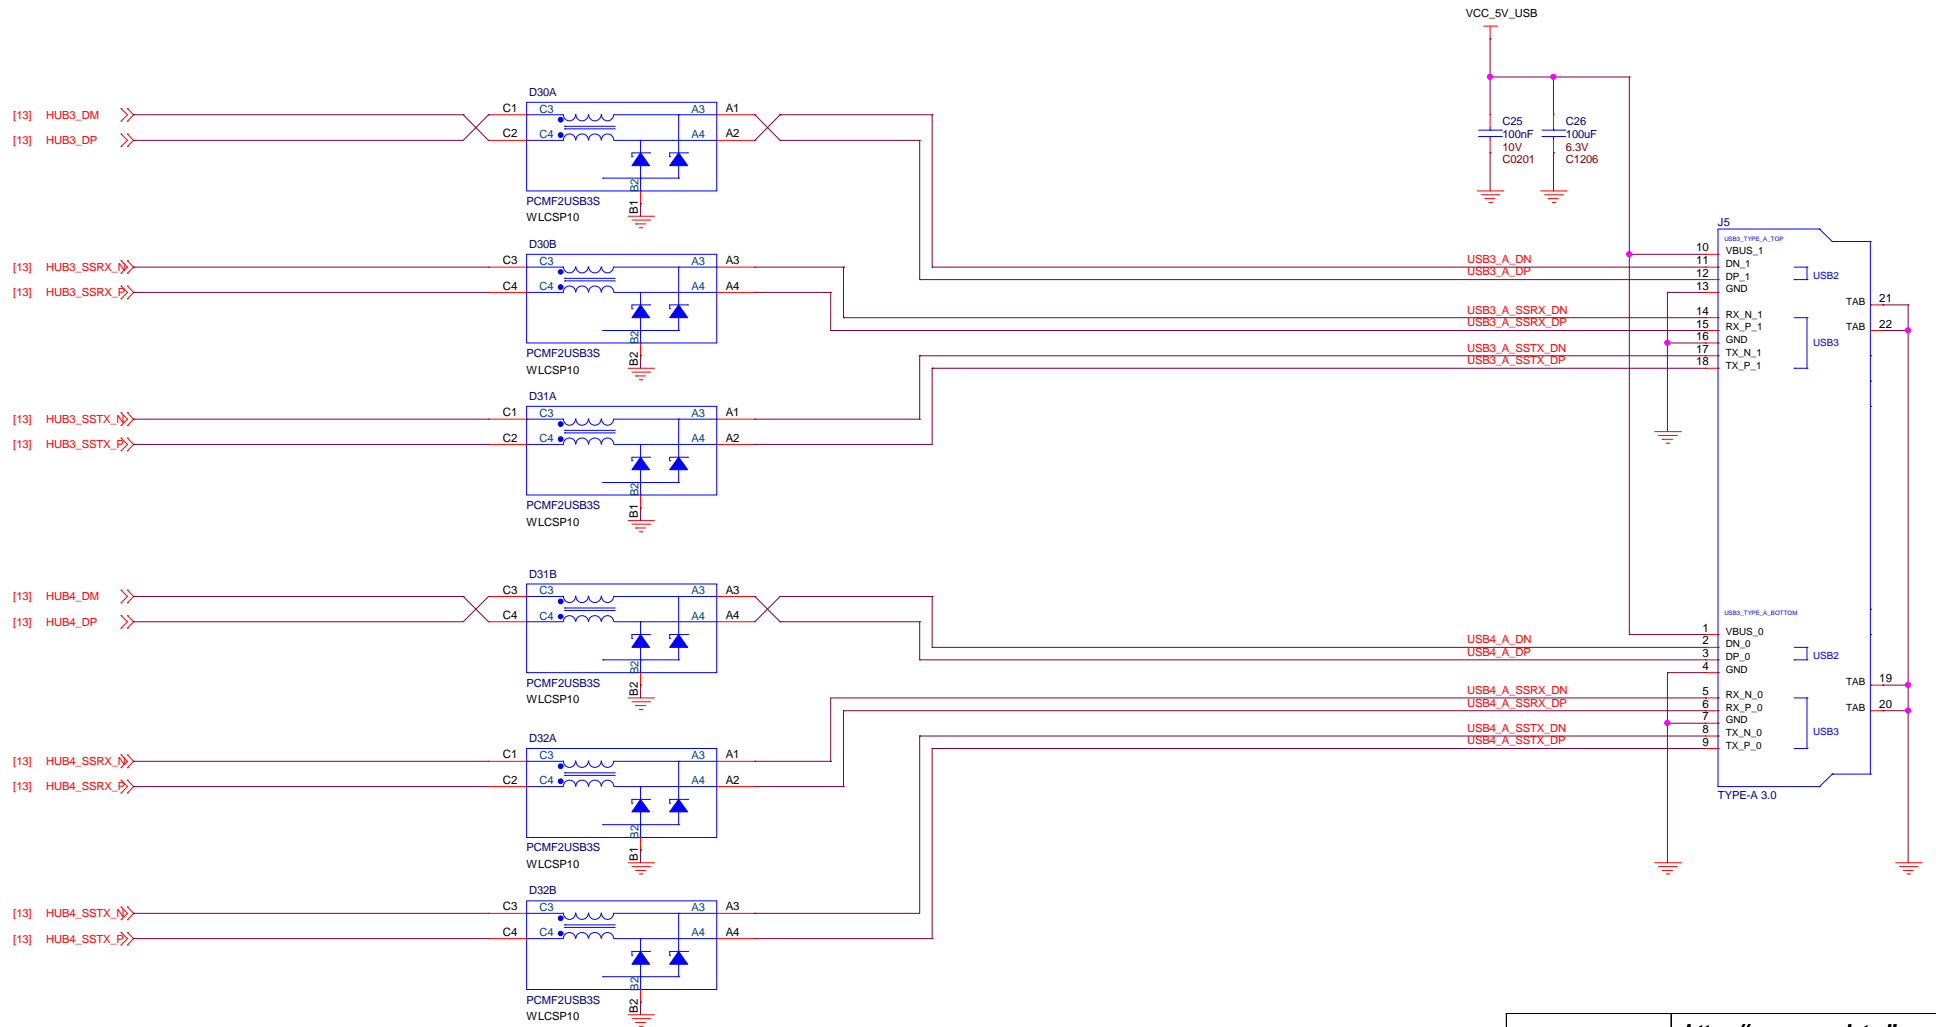 VCC_5V_USB
D30A
[13] HUB3_DM C1 C3 A3 A1
[13] HUB3_DP C2 C4 A4 A2
B2
B1
PCMF2USB3S
WLCSP10
C25
100nF
10V
C0201
C26
100uF
6.3V
C1206
D30B
[13] HUB3_SSRX_N C3 C3 A3 A3
[13] HUB3_SSRX_P C4 C4 A4 A4
B2
B2
PCMF2USB3S
WLCSP10
D31A
[13] HUB3_SSTX_N C1 C3 A3 A1
[13] HUB3_SSTX_P C2 C4 A4 A2
B2
B1
PCMF2USB3S
WLCSP10
D31B
[13] HUB4_DM C3 C3 A3 A3
[13] HUB4_DP C4 C4 A4 A4
B2
B2
PCMF2USB3S
WLCSP10
D32A
[13] HUB4_SSRX_N C1 C3 A3 A1
[13] HUB4_SSRX_P C2 C4 A4 A2
B2
B1
PCMF2USB3S
WLCSP10
D32B
[13] HUB4_SSTX_N C3 C3 A3 A3
[13] HUB4_SSTX_P C4 C4 A4 A4
B2
B2
PCMF2USB3S
WLCSP10
J5
USB3_TYPE_A_TOP
10 VBUS_1
USB3_A_DN 11 DN_1
USB3_A_DP 12 DP_1
USB2
13 GND
TAB 21
USB3_A_SSRX_DN 14 RX_N_1
USB3_A_SSRX_DP 15 RX_P_1
TAB 22
16 GND
USB3
USB3_A_SSTX_DN 17 TX_N_1
USB3_A_SSTX_DP 18 TX_P_1
USB3_TYPE_A_BOTTOM
1 VBUS_0
USB4_A_DN 2 DN_0
USB4_A_DP 3 DP_0
USB2
4 GND
TAB 19
USB4_A_SSRX_DN 5 RX_N_0
USB4_A_SSRX_DP 6 RX_P_0
TAB 20
7 GND
USB4_A_SSTX_DN 8 TX_N_0
USB3
USB4_A_SSTX_DP 9 TX_P_0
TYPE-A 3.0